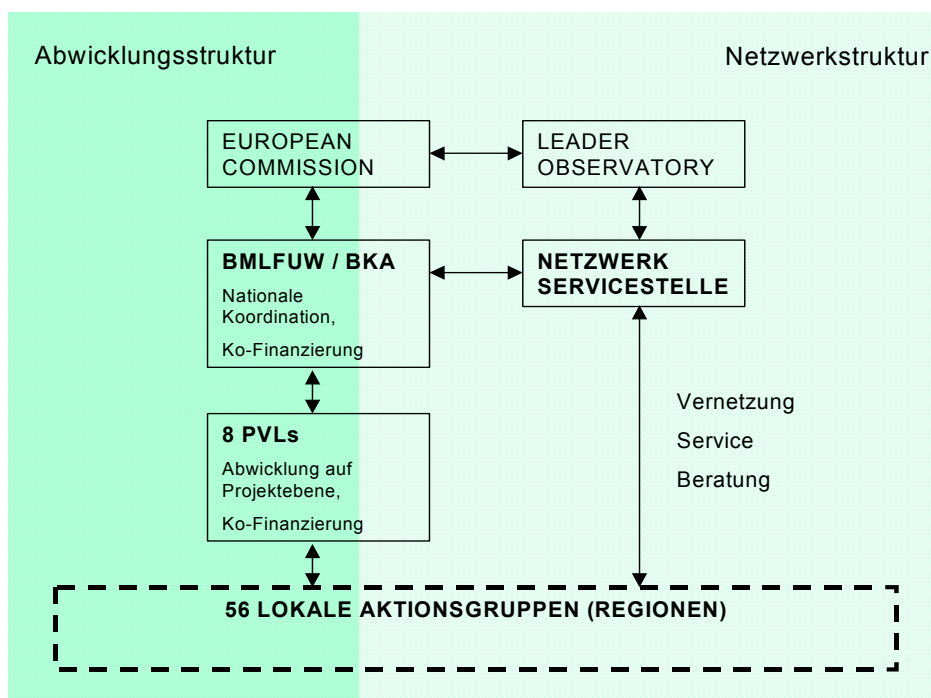 Abwicklungsstruktur
Netzwerkstruktur
EUROPEAN
COMMISSION
LEADER
OBSERVATORY
BMLFUW / BKA
Nationale
Koordination,
Ko-Finanzierung
NETZWERK
SERVICESTELLE
8 PVLs
Abwicklung auf
Projektebene,
Ko-Finanzierung
Vernetzung
Service
Beratung
56 LOKALE AKTIONSGRUPPEN (REGIONEN)